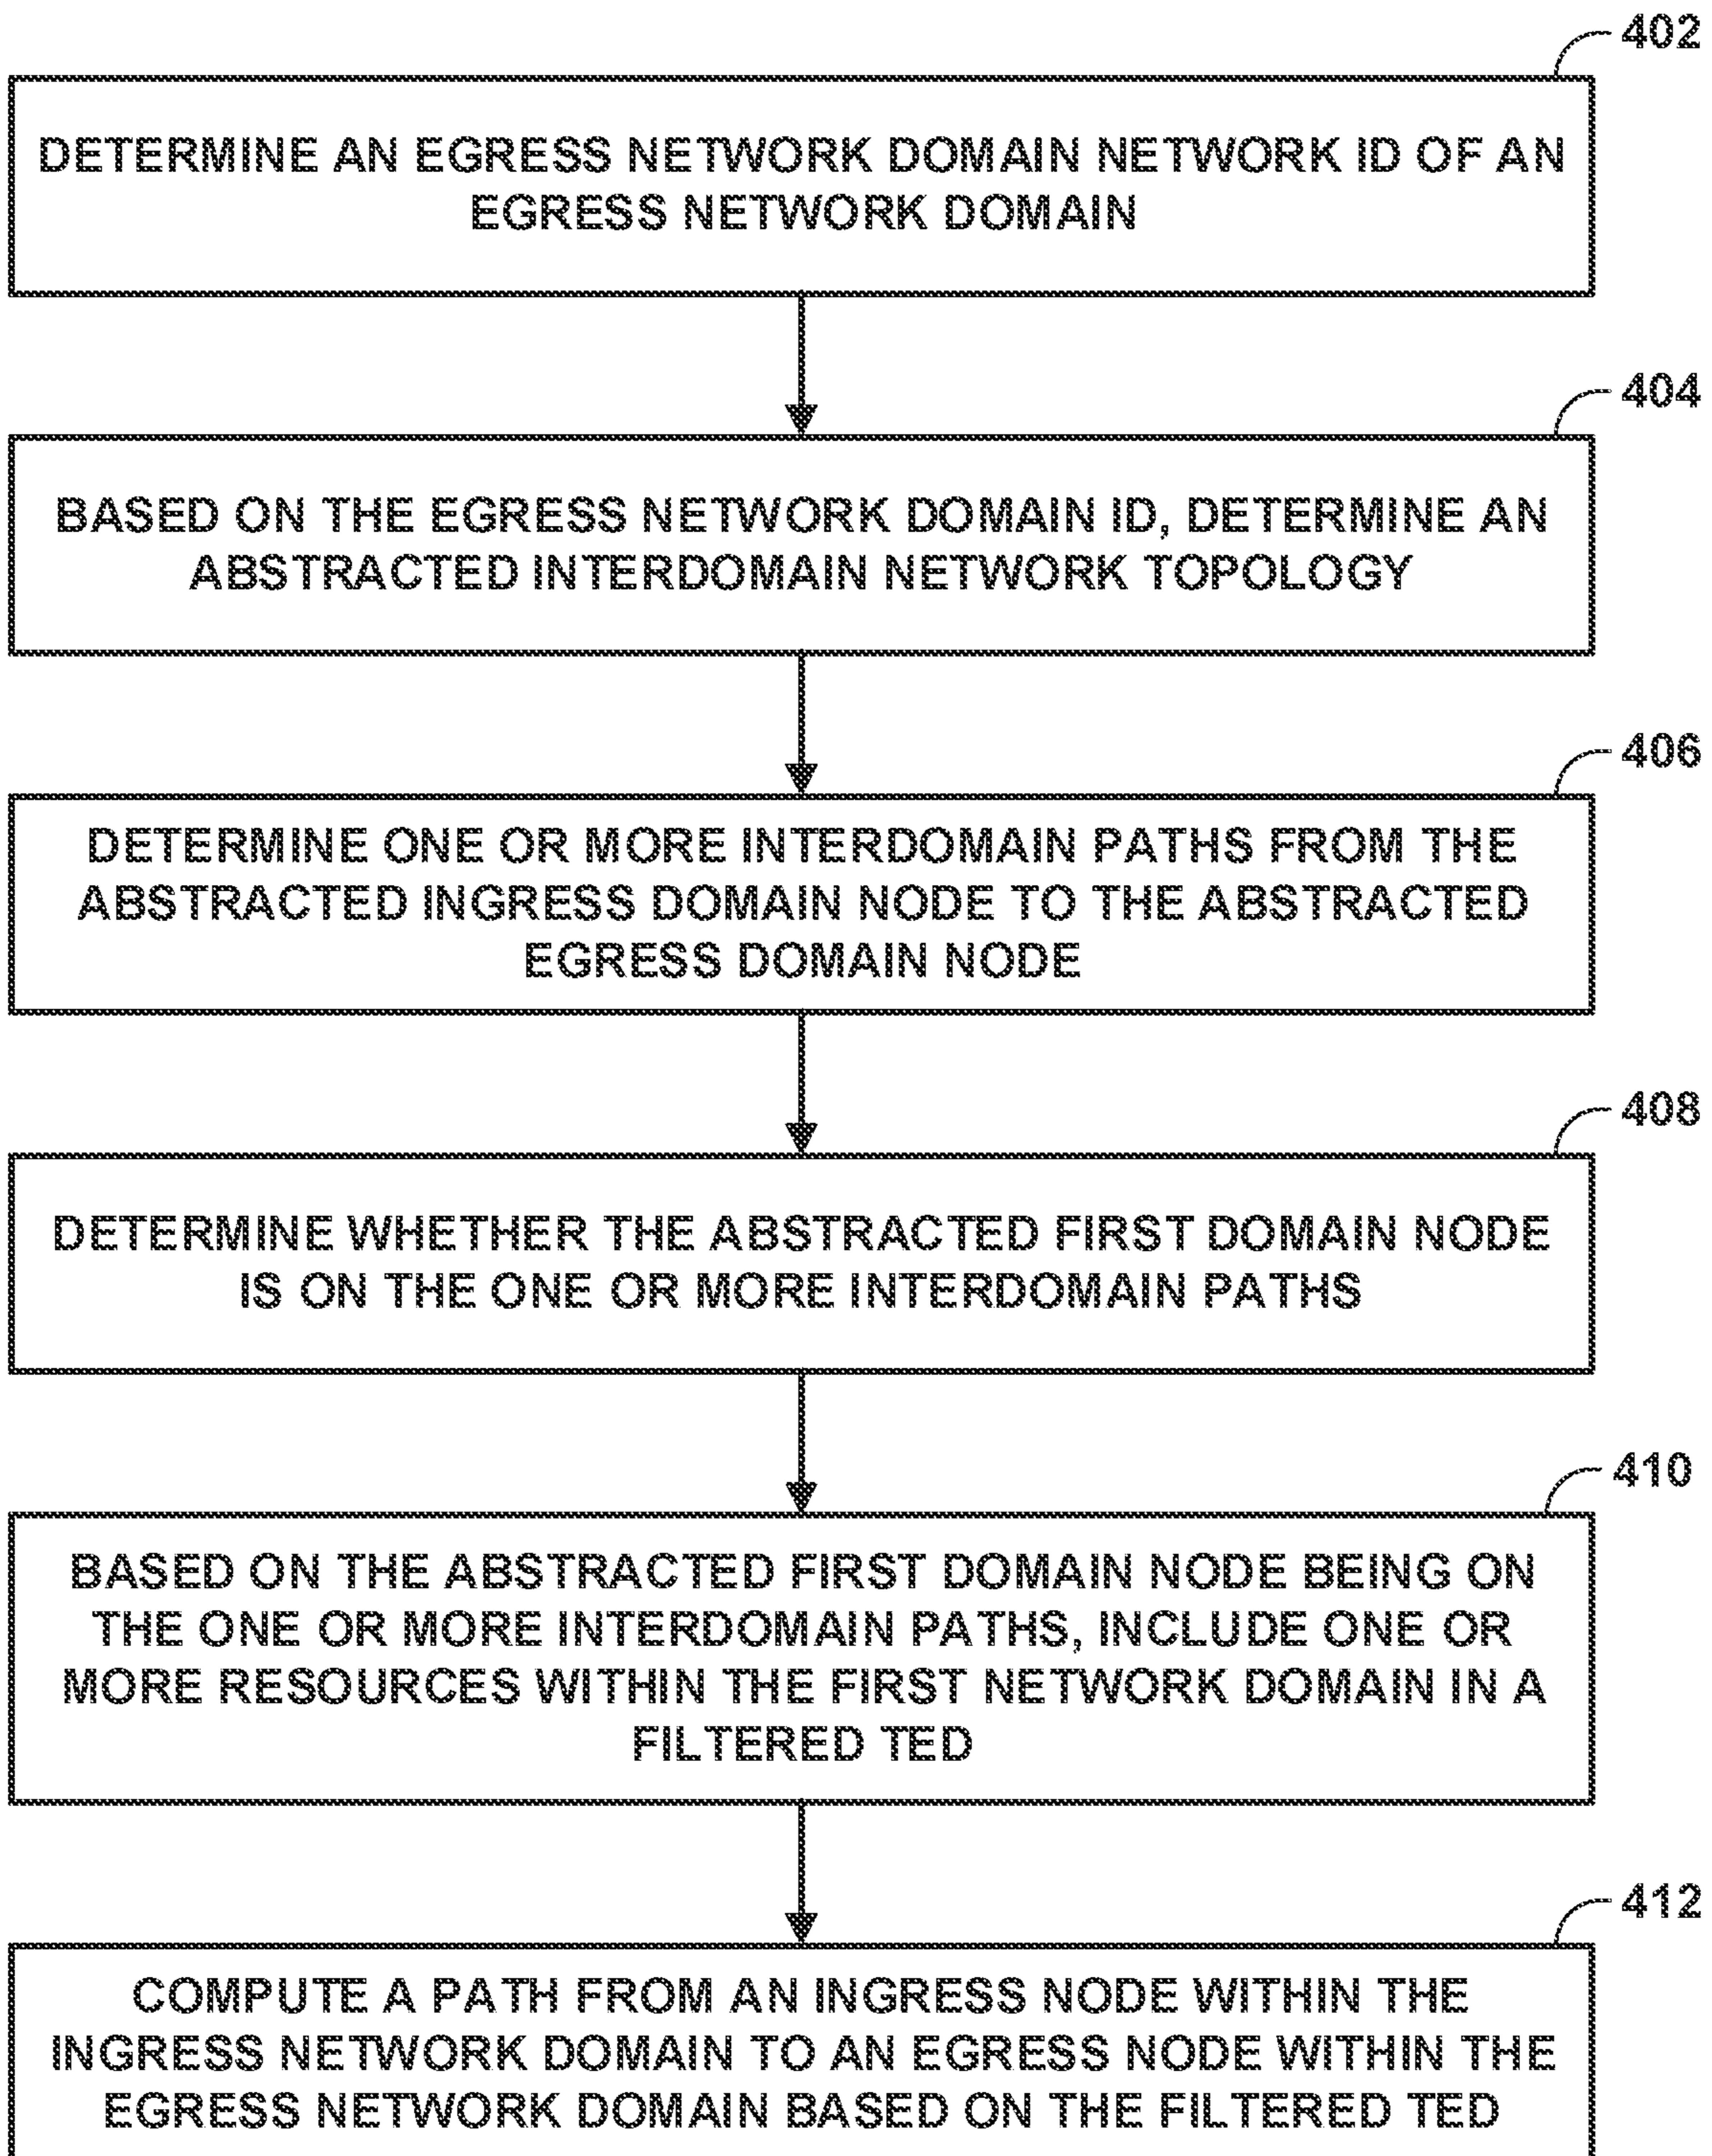 402
DETERMINE AN EGRESS NETWORK DOMAIN NETWORK ID OF AN
EGRESS NETWORK DOMAIN
404
BASED ON THE EGRESS NETWORK DOMAIN ID, DETERMINE AN
ABSTRACTED INTERDOMAIN NETWORK TOPOLOGY
406
DETERMINE ONE OR MORE INTERDOMAIN PATHS FROM THE
ABSTRACTED INGRESS DOMAIN NODE TO THE ABSTRACTED
EGRESS DOMAIN NODE
408
DETERMINE WHETHER THE ABSTRACTED FIRST DOMAIN NODE
IS ON THE ONE OR MORE INTERDOMAIN PATHS
410
BASED ON THE ABSTRACTED FIRST DOMAIN NODE BEING ON
THE ONE OR MORE INTERDOMAIN PATHS, INCLUDE ONE OR
MORE RESOURCES WITHIN THE FIRST NETWORK DOMAIN IN A
FILTERED TED
412
COMPUTE A PATH FROM AN INGRESS NODE WITHIN THE
INGRESS NETWORK DOMAIN TO AN EGRESS NODE WITHIN THE
EGRESS NETWORK DOMAIN BASED ON THE FILTERED TED